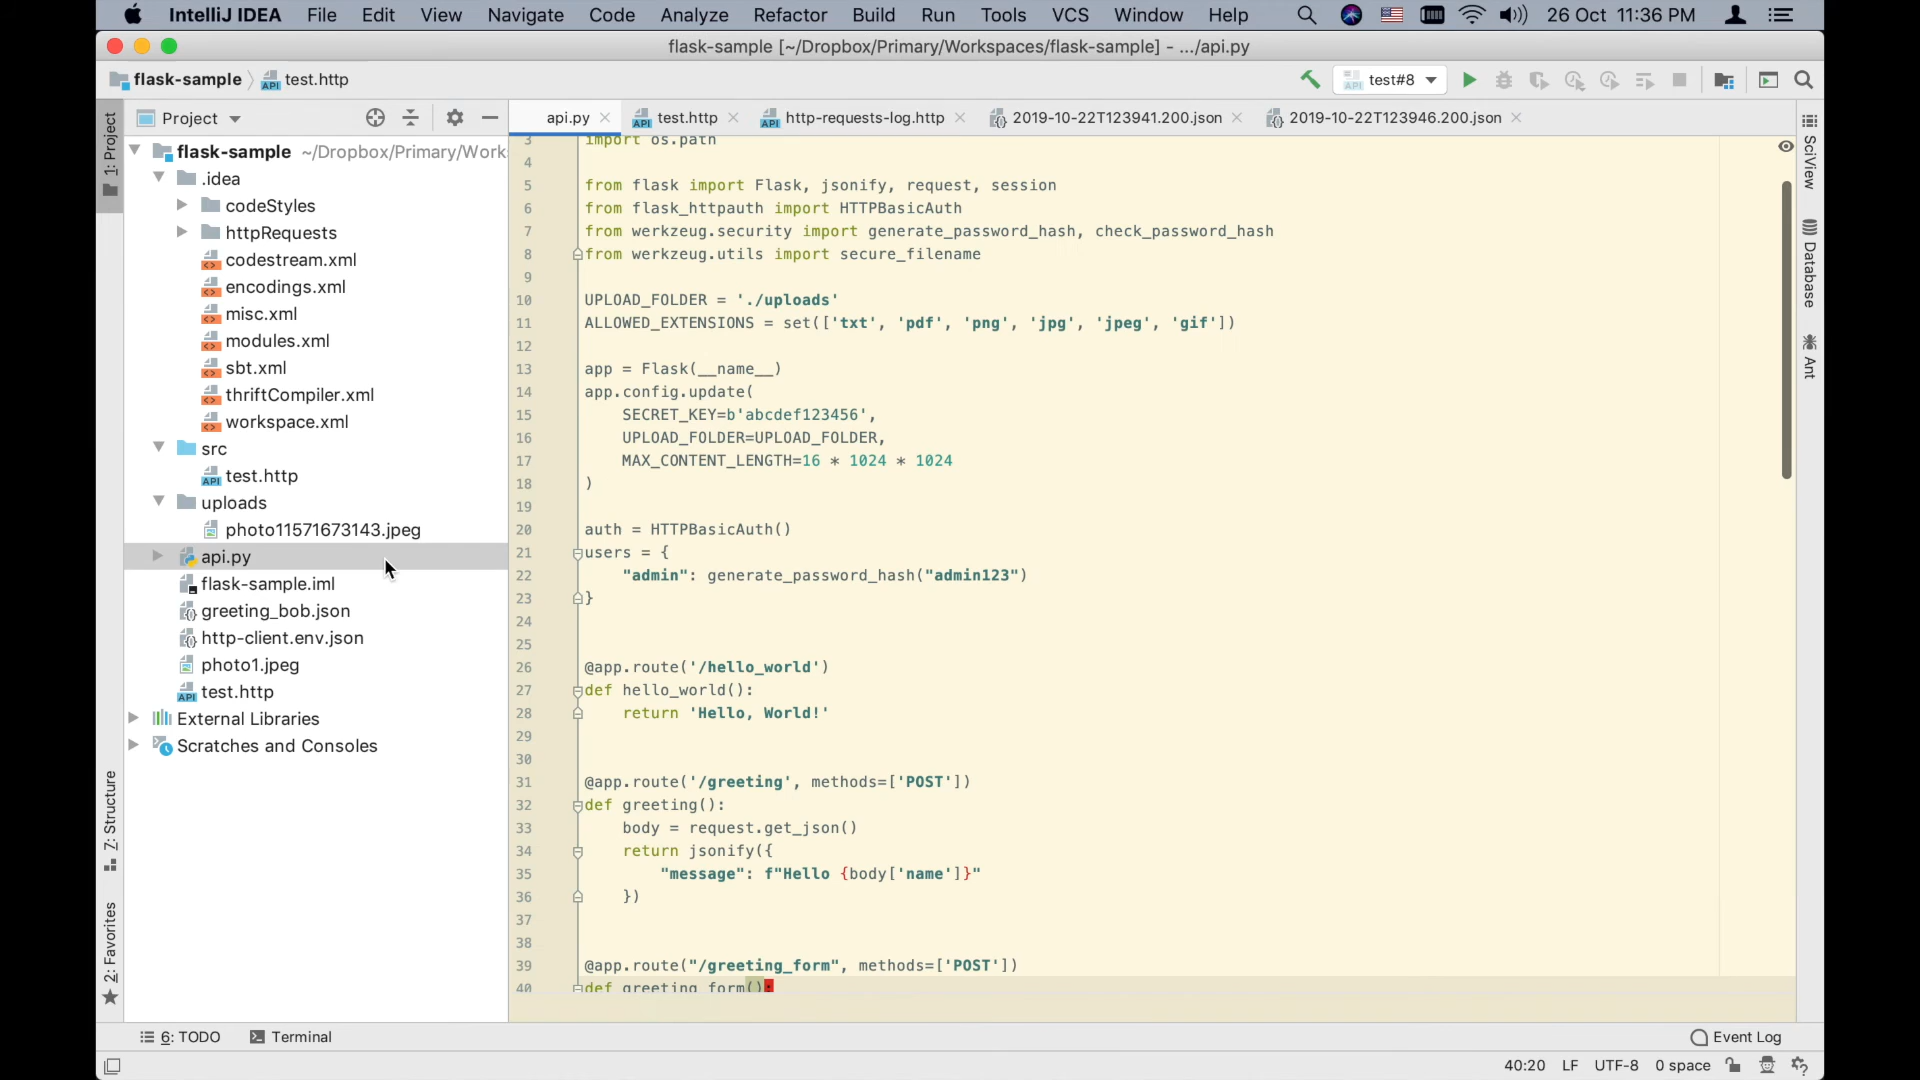 IntelliJ IDEA File Edit View Navigate Code Analyze Refactor Build Run Tools VCS Window Help 26 Oct 11:36 PM
flask-sample [~/Dropbox/Primary/Workspaces/flask-sample] - .../api.py
flask-sample test.http test#8
1: Project
Project
api.py test.http http-requests-log.http 2019-10-22T123941.200.json 2019-10-22T123946.200.json
flask-sample ~/Dropbox/Primary/Work
.idea
codeStyles
httpRequests
codestream.xml
encodings.xml
misc.xml
modules.xml
sbt.xml
thriftCompiler.xml
workspace.xml
src
test.http
uploads
photo11571673143.jpeg
api.py
flask-sample.iml
greeting_bob.json
http-client.env.json
photo1.jpeg
test.http
External Libraries
Scratches and Consoles
3 import os.path
4
5 from flask import Flask, jsonify, request, session
6 from flask_httpauth import HTTPBasicAuth
7 from werkzeug.security import generate_password_hash, check_password_hash
8 from werkzeug.utils import secure_filename
9
10 UPLOAD_FOLDER = './uploads'
11 ALLOWED_EXTENSIONS = set(['txt', 'pdf', 'png', 'jpg', 'jpeg', 'gif'])
12
13 app = Flask(__name__)
14 app.config.update(
15 SECRET_KEY=b'abcdef123456',
16 UPLOAD_FOLDER=UPLOAD_FOLDER,
17 MAX_CONTENT_LENGTH=16 * 1024 * 1024
18 )
19
20 auth = HTTPBasicAuth()
21 users = {
22 "admin": generate_password_hash("admin123")
23 }
24
25
26 @app.route('/hello_world')
27 def hello_world():
28 return 'Hello, World!'
29
30
31 @app.route('/greeting', methods=['POST'])
32 def greeting():
33 body = request.get_json()
34 return jsonify({
35 "message": f"Hello {body['name']}"
36 })
37
38
39 @app.route("/greeting_form", methods=['POST'])
40 def greeting_form():
SciView
Database
Ant
7: Structure
2: Favorites
6: TODO Terminal Event Log
40:20 LF UTF-8 0 space